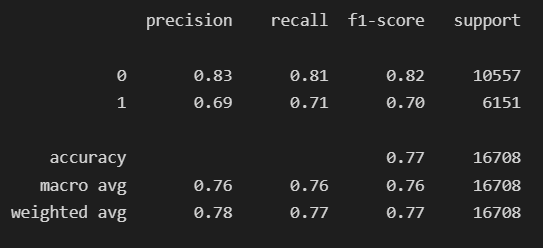 precision recall f1-score support
0 0.83 0.81 0.82 10557
1 0.69 0.71 0.70 6151
accuracy 0.77 16708
macro avg 0.76 0.76 0.76 16708
weighted avg 0.78 0.77 0.77 16708